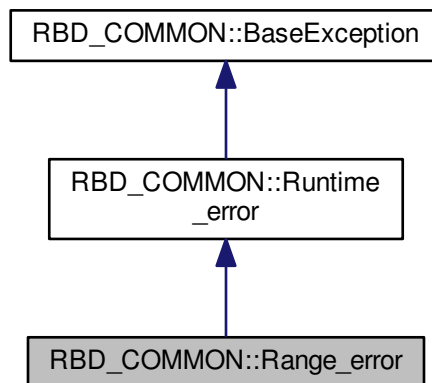 RBD_COMMON::BaseException
RBD_COMMON::Runtime
_error
RBD_COMMON::Range_error